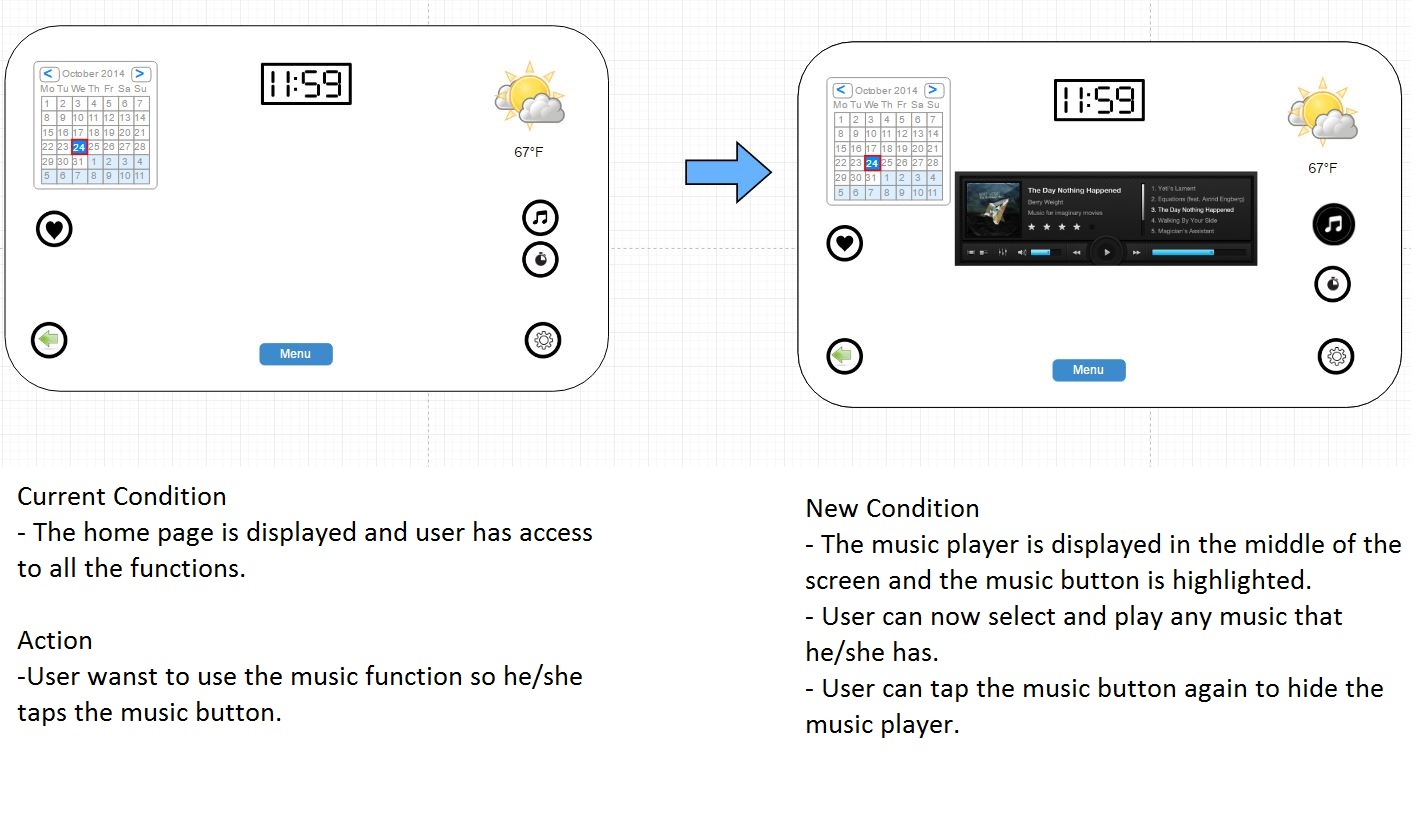 < October 2014 >
Mo Tu We Th Fr Sa Su
1 2 3 4 5 6 7
8 9 10 11 12 13 14
15 16 17 18 19 20 21
22 23 24 25 26 27 28
29 30 31 1 2 3 4
5 6 7 8 9 10 11
11:59
67°F
Menu
< October 2014 >
Mo Tu We Th Fr Sa Su
1 2 3 4 5 6 7
8 9 10 11 12 13 14
15 16 17 18 19 20 21
22 23 24 25 26 27 28
29 30 31 1 2 3 4
5 6 7 8 9 10 11
11:59
67°F
The Day Nothing Happened
Berry Weight
Music for imaginary movies
1. Yeti's Lament
2. Equations (feat. Astrid Engberg)
3. The Day Nothing Happened
4. Walking By Your Side
5. Magician's Assistant
Menu
Current Condition
- The home page is displayed and user has access
to all the functions.
Action
-User wanst to use the music function so he/she
taps the music button.
New Condition
- The music player is displayed in the middle of the
screen and the music button is highlighted.
- User can now select and play any music that
he/she has.
- User can tap the music button again to hide the
music player.